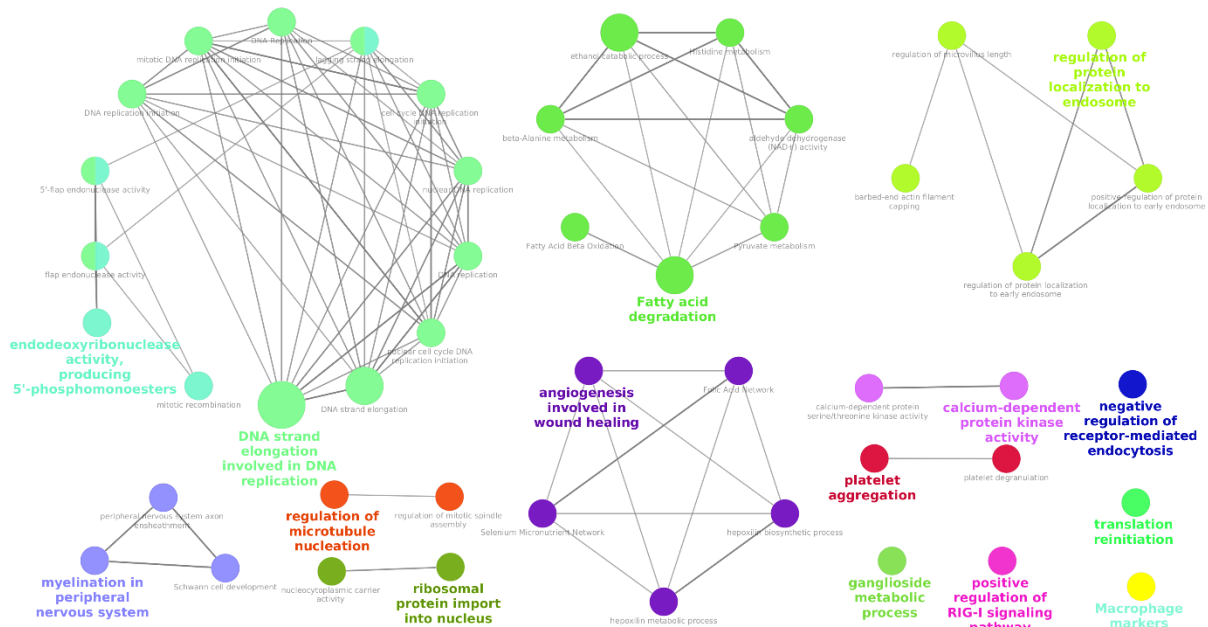 DNA Replication
mitotic DNA replication initiation
lagging strand elongation
DNA replication initiation
cell cycle DNA replication
initiation
5'-flap endonuclease activity
nuclear DNA replication
flap endonuclease activity
DNA replication
endodeoxyribonuclease
activity,
producing
5'-phosphomonoesters
nuclear cell cycle DNA
replication initiation
mitotic recombination
DNA strand elongation
DNA strand
elongation
involved in DNA
replication
ethanol catabolic process
Histidine metabolism
beta-Alanine metabolism
aldehyde dehydrogenase
(NAD+) activity
Fatty Acid Beta Oxidation
Pyruvate metabolism
Fatty acid
degradation
regulation of microvillus length
regulation of
protein
localization to
endosome
barbed-end actin filament
capping
positive regulation of protein
localization to early endosome
regulation of protein localization
to early endosome
angiogenesis
involved in
wound healing
Folic Acid Network
Selenium Micronutrient Network
hepoxilin biosynthetic process
hepoxilin metabolic process
calcium-dependent protein
serine/threonine kinase activity
calcium-dependent
protein kinase
activity
negative
regulation of
receptor-mediated
endocytosis
platelet
aggregation
platelet degranulation
translation
reinitiation
peripheral nervous system axon
ensheathment
myelination in
peripheral
nervous system
Schwann cell development
regulation of
microtubule
nucleation
regulation of mitotic spindle
assembly
nucleocytoplasmic carrier
activity
ribosomal
protein import
into nucleus
ganglioside
metabolic
process
positive
regulation of
RIG-I signaling
pathway
Macrophage
markers